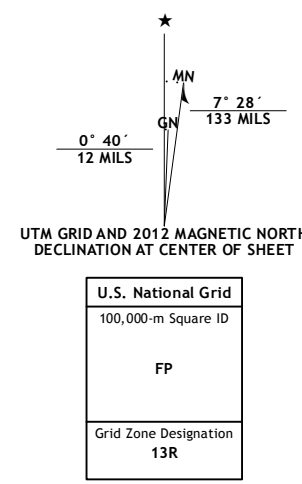 ★
MN
7° 28´
133 MILS
GN
0° 40´
12 MILS
UTM GRID AND 2012 MAGNETIC NORTH
DECLINATION AT CENTER OF SHEET
U.S. National Grid
100,000-m Square ID
FP
Grid Zone Designation
13R